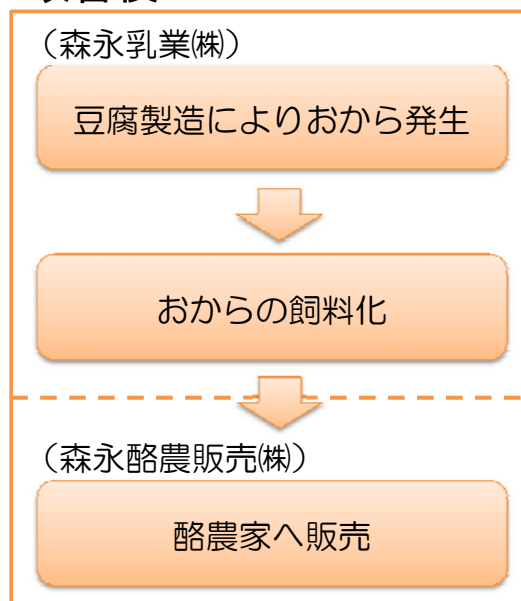 （森永乳業㈱）
豆腐製造によりおから発生
おからの飼料化
（森永酪農販売㈱）
酪農家へ販売